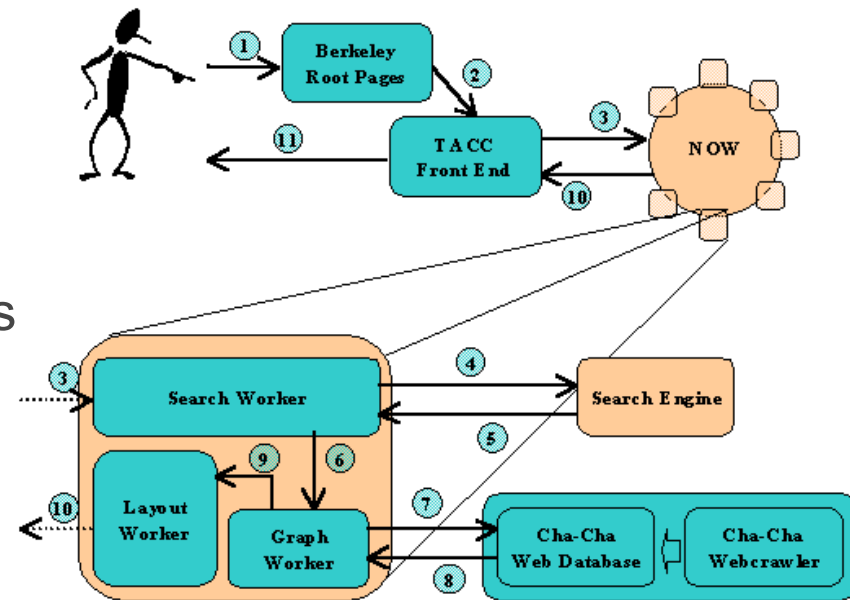 1
Berkeley
Root Pages
2
3
TACC
Front End
NOW
11
10
s
3
Search Worker
4
Search Engine
5
9
6
10
Layout
Worker
Graph
Worker
7
Cha-Cha
Web Database
Cha-Cha
Webcrawler
8